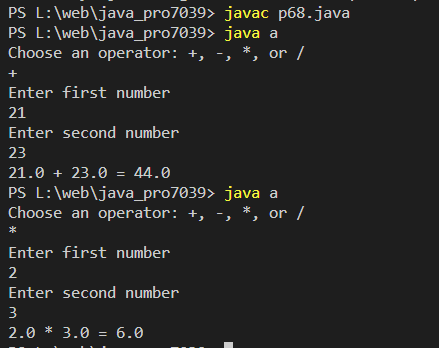 PS L:\web\java_pro7039> javac p68.java
PS L:\web\java_pro7039> java a
Choose an operator: +, -, *, or /
+
Enter first number
21
Enter second number
23
21.0 + 23.0 = 44.0
PS L:\web\java_pro7039> java a
Choose an operator: +, -, *, or /
*
Enter first number
2
Enter second number
3
2.0 * 3.0 = 6.0